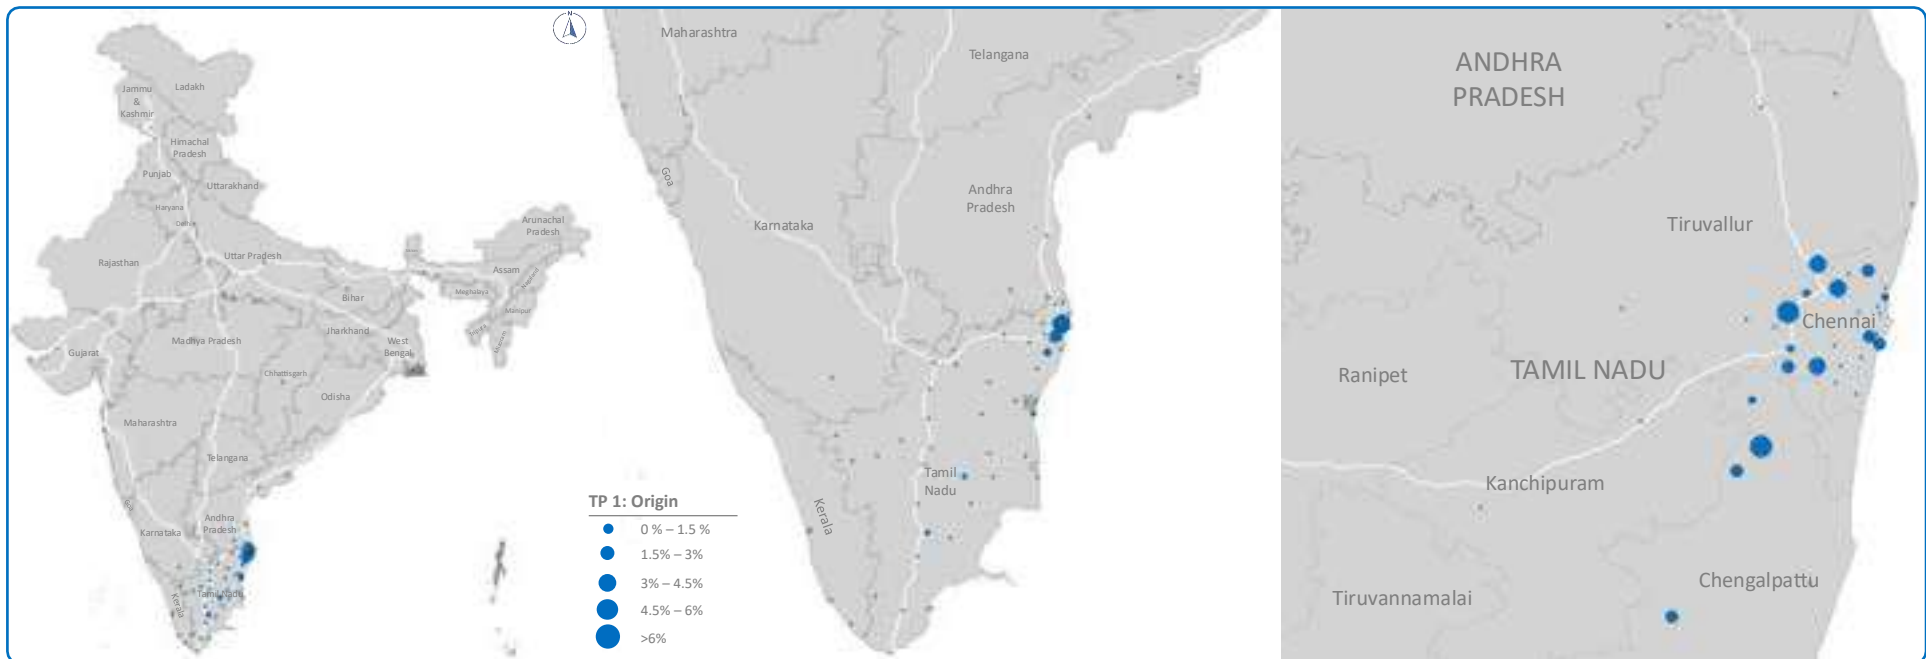 Jammu
&
Kashmir
Ladakh
Himachal
Pradesh
Punjab
Uttarakhand
Haryana
Delhi
Rajasthan
Uttar Pradesh
Arunachal
Pradesh
Assam
Nagaland
Meghalaya
Manipur
Tripura
Mizoram
Bihar
Jharkhand
West
Bengal
Gujarat
Madhya Pradesh
Chhattisgarh
Odisha
Maharashtra
Telangana
Goa
Andhra
Pradesh
Karnataka
Kerala
Tamil Nadu
N
Maharashtra
Telangana
Goa
Andhra
Pradesh
Karnataka
Tamil
Nadu
Kerala
TP 1: Origin
0 % – 1.5 %
1.5% – 3%
3% – 4.5%
4.5% – 6%
>6%
ANDHRA
PRADESH
Tiruvallur
Chennai
Ranipet
TAMIL NADU
Kanchipuram
Chengalpattu
Tiruvannamalai